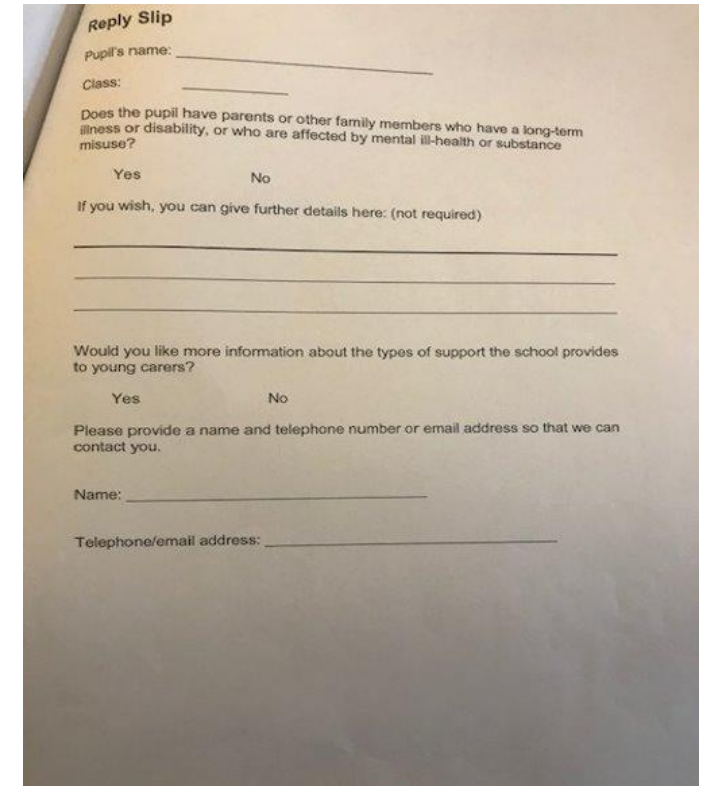 Reply Slip
Pupil's name:
Class:
Does the pupil have parents or other family members who have a long-term
illness or disability, or who are affected by mental ill-health or substance
misuse?
Yes No
If you wish, you can give further details here: (not required)
Would you like more information about the types of support the school provides
to young carers?
Yes No
Please provide a name and telephone number or email address so that we can
contact you.
Name:
Telephone/email address: